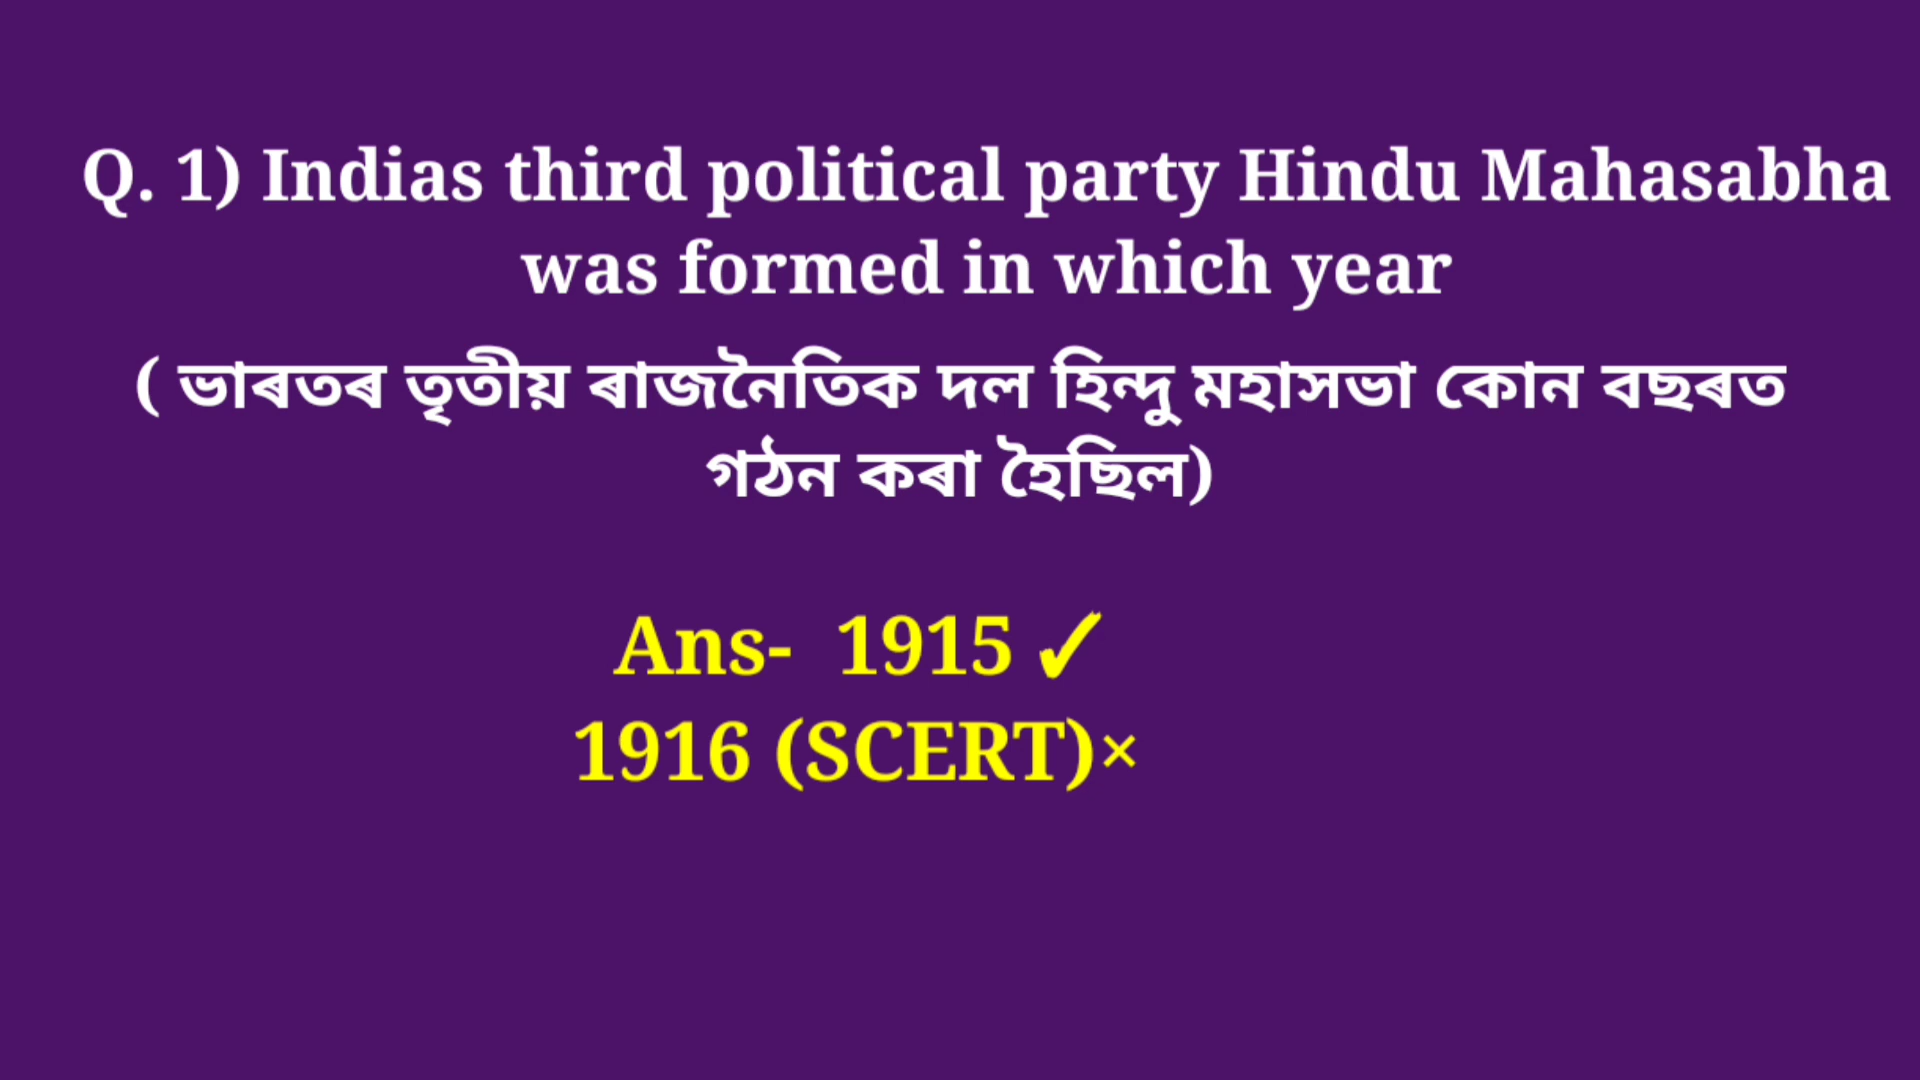 Q. 1) Indias third political party Hindu Mahasabha
was formed in which year
( ভাৰতৰ তৃতীয় ৰাজনৈতিক দল হিন্দু মহাসভা কোন বছৰত
গঠন কৰা হৈছিল)
Ans- 1915 ✓
1916 (SCERT)×